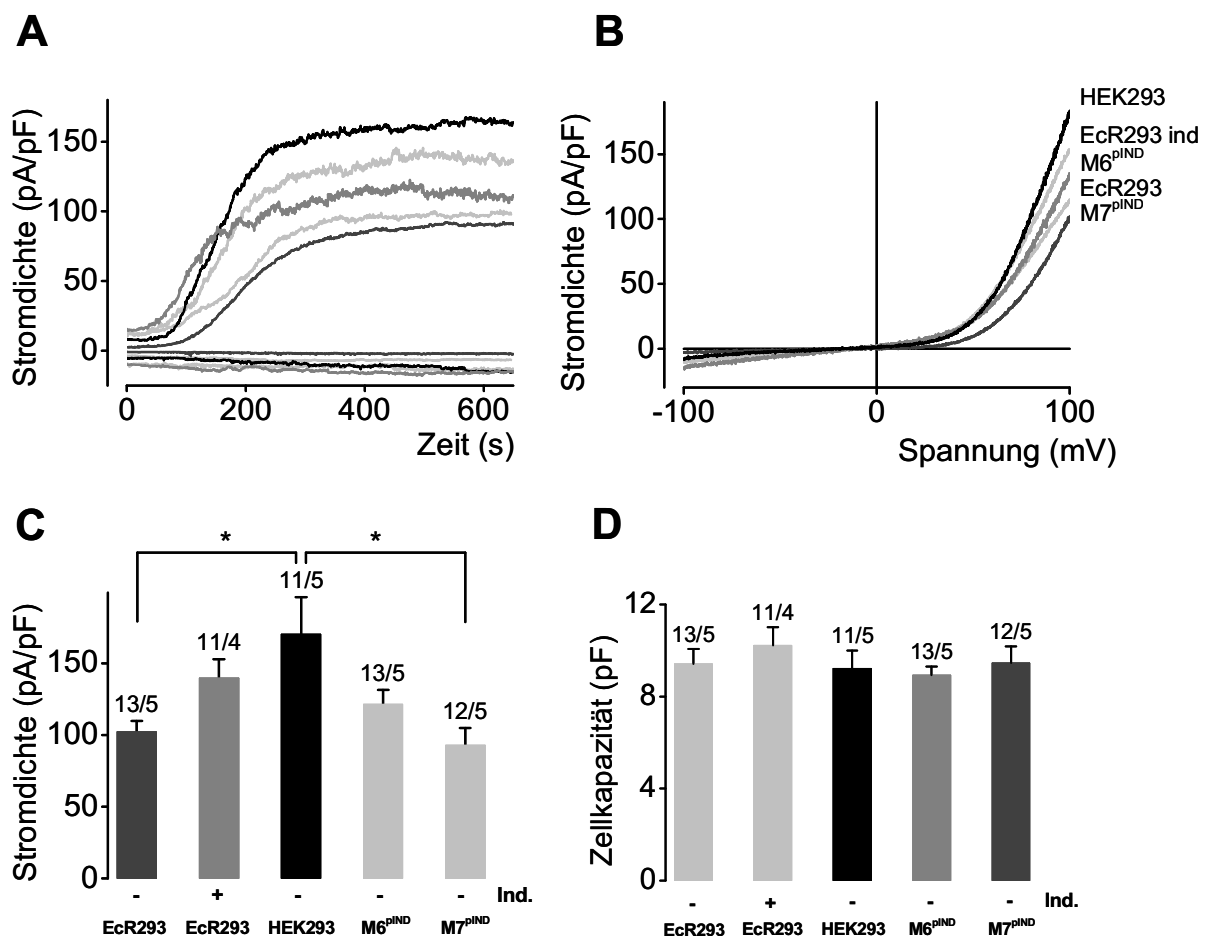 A
Stromdichte (pA/pF)
150
100
50
0
0 200 400 600
Zeit (s)
B
Stromdichte (pA/pF)
150
100
50
0
-100 0 100
Spannung (mV)
HEK293
EcR293 ind
M6pIND
EcR293
M7pIND
C
Stromdichte (pA/pF)
150
100
50
0
* *
13/5 11/4 11/5 13/5 12/5
- + - - - Ind.
EcR293 EcR293 HEK293 M6pIND M7pIND
D
Zellkapazität (pF)
12
8
4
0
13/5 11/4 11/5 13/5 12/5
- + - - - Ind.
EcR293 EcR293 HEK293 M6pIND M7pIND